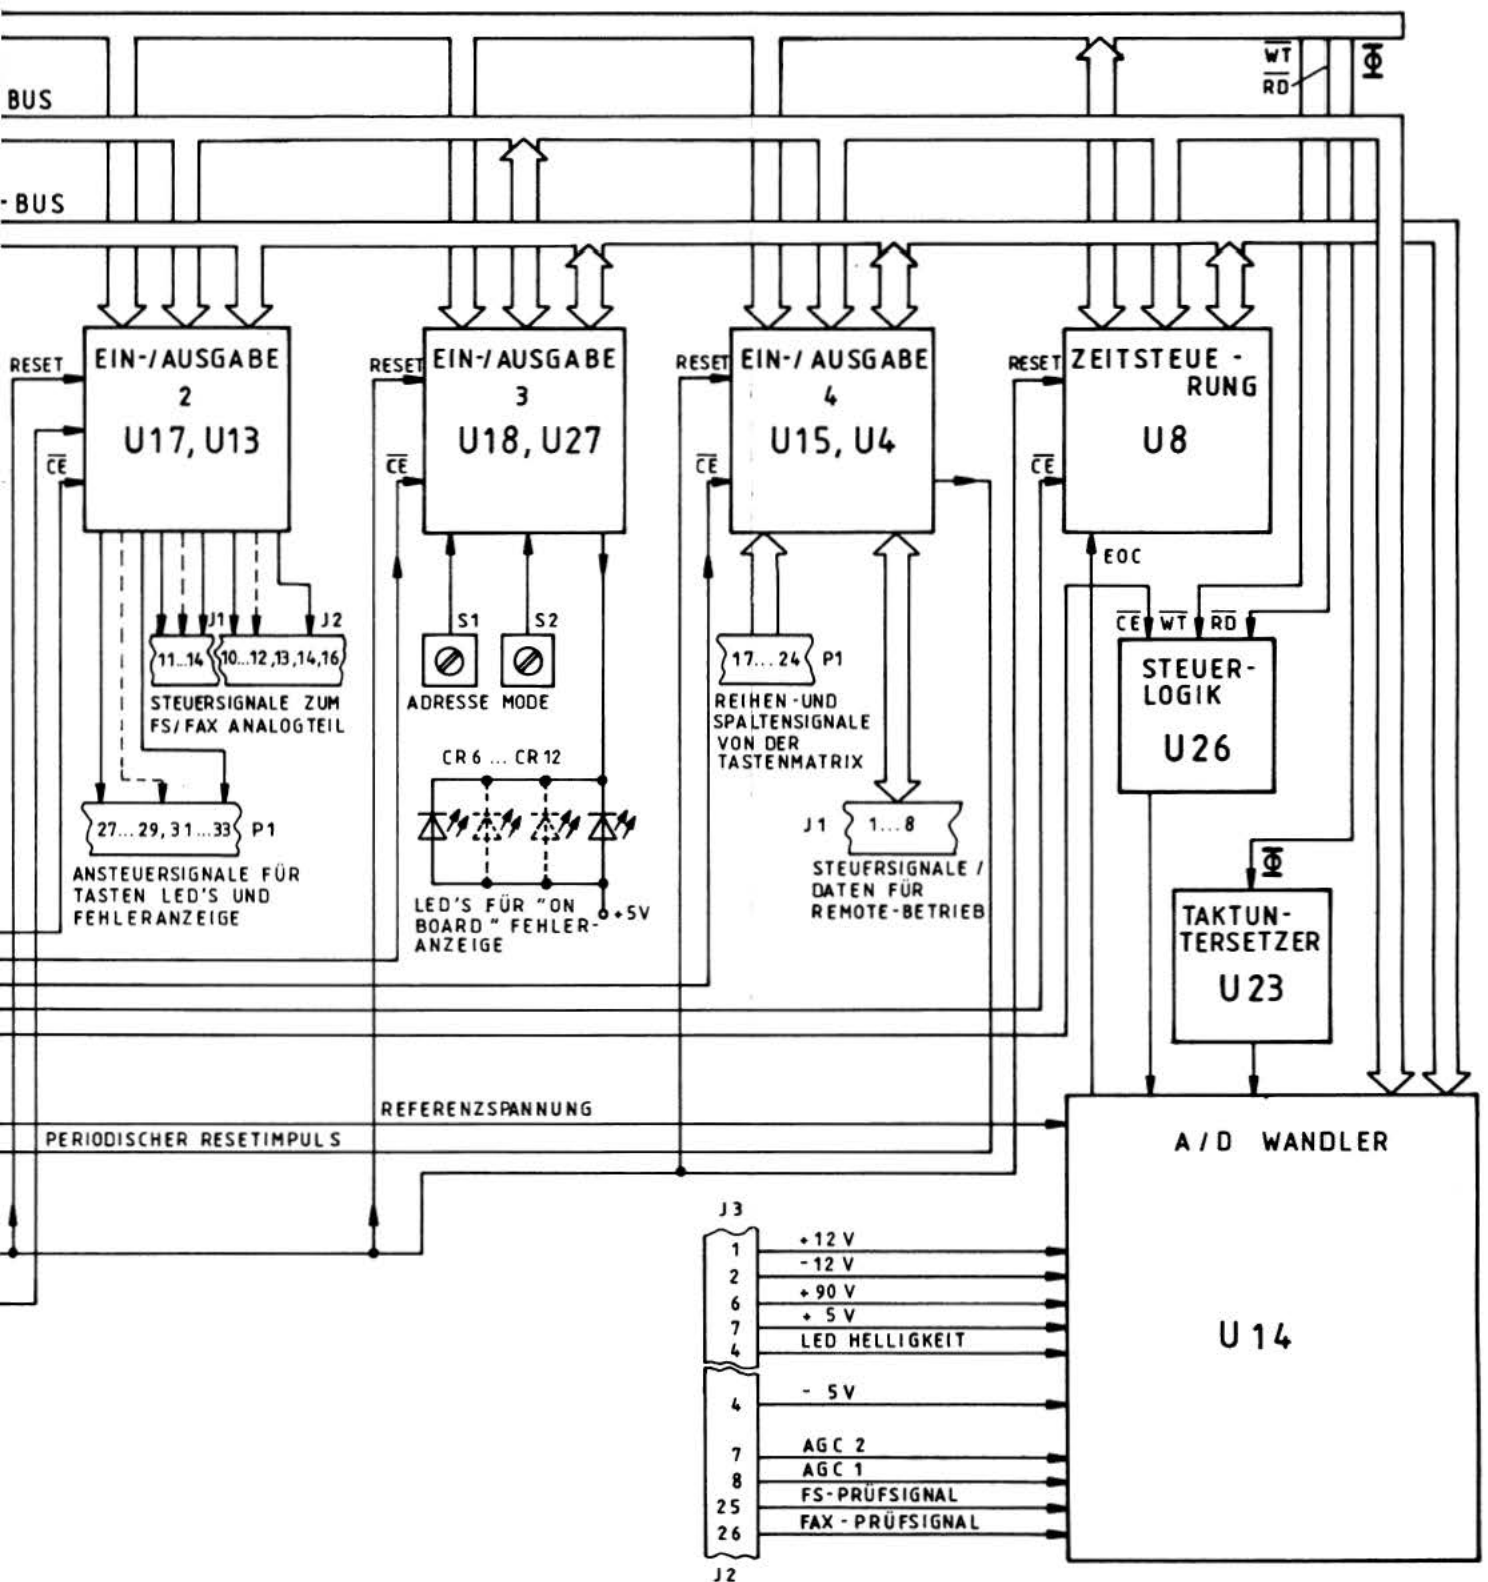 WT
RD
Φ
BUS
-BUS
RESET
EIN-/AUSGABE
2
U17, U13
CE
RESET
EIN-/AUSGABE
3
U18, U27
CE
RESET
EIN-/AUSGABE
4
U15, U4
CE
RESET
ZEITSTEUE-
RUNG
U8
CE
EOC
J1
J2
11...14
10...12,13,14,16
STEUERSIGNALE ZUM
FS/FAX ANALOGTEIL
27...29,31...33
P1
ANSTEUERSIGNALE FÜR
TASTEN LED'S UND
FEHLERANZEIGE
S1
S2
ADRESSE
MODE
CR6 ... CR12
LED'S FÜR "ON
BOARD" FEHLER-
ANZEIGE
+5V
17...24
P1
REIHEN-UND
SPALTENSIGNALE
VON DER
TASTENMATRIX
J1
1...8
STEUERSIGNALE/
DATEN FÜR
REMOTE-BETRIEB
CE
WT
RD
STEUER-
LOGIK
U26
Φ
TAKTUN-
TERSETZER
U23
REFERENZSPANNUNG
PERIODISCHER RESETIMPULS
A/D WANDLER
U14
J3
1
+12 V
2
-12 V
6
+90 V
7
+ 5 V
4
LED HELLIGKEIT
4
- 5V
7
AGC 2
8
AGC 1
25
FS-PRÜFSIGNAL
26
FAX-PRÜFSIGNAL
J2